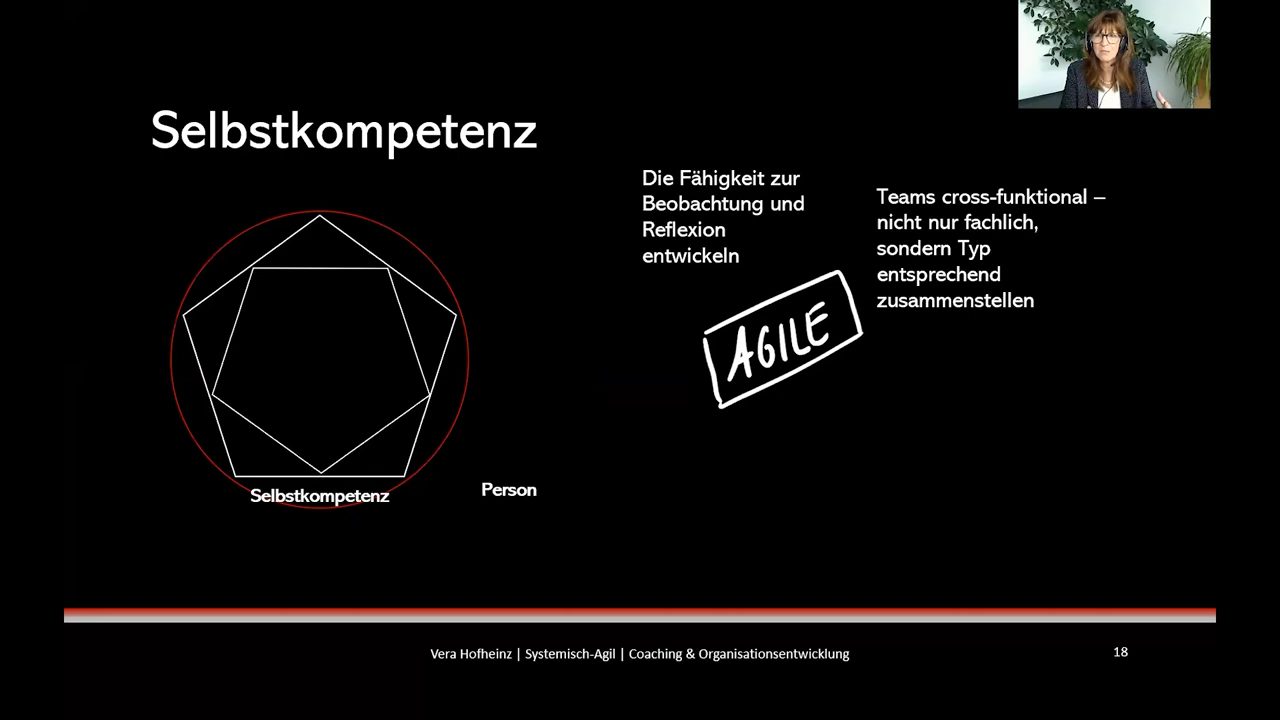 Selbstkompetenz
Die Fähigkeit zur
Beobachtung und
Reflexion
entwickeln
Teams cross-funktional –
nicht nur fachlich,
sondern Typ
entsprechend
zusammenstellen
AGILE
Selbstkompetenz
Person
Vera Hofheinz | Systemisch-Agil | Coaching & Organisationsentwicklung
18